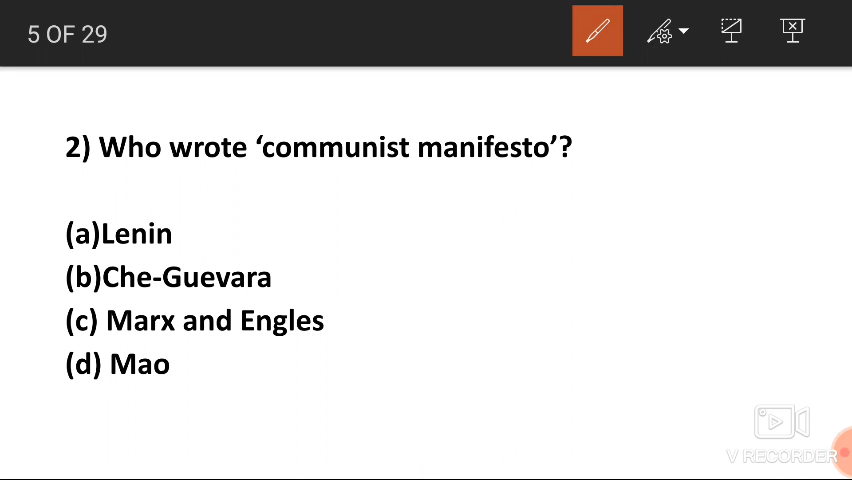 5 OF 29
2) Who wrote ‘communist manifesto’?
(a)Lenin
(b)Che-Guevara
(c) Marx and Engles
(d) Mao
V RECORDER